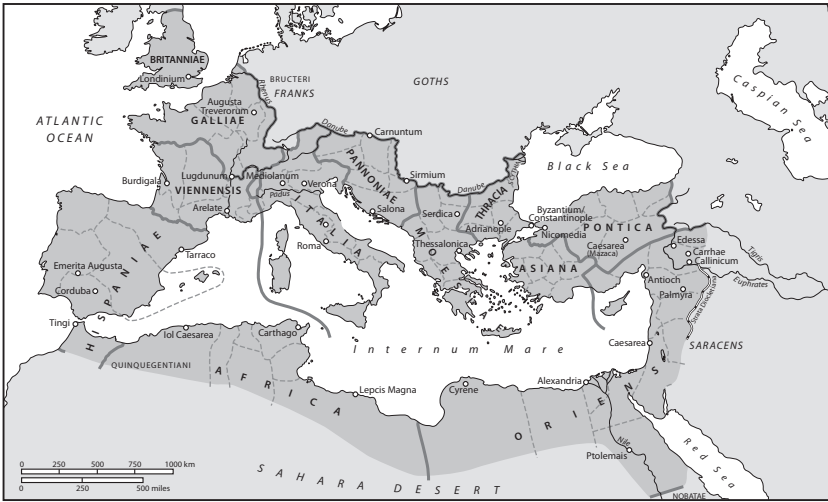 BRITANNIAE
Londinium
BRUCTERI
FRANKS
GOTHS
Rhenus
Caspian Sea
ATLANTIC
OCEAN
Augusta
Treverorum
GALLIAE
Danube
Carnuntum
Black Sea
Burdigala
Lugdunum
VIENNENSIS
Mediolanum
Verona
Padus
PANNONIAE
Sirmium
Danube
Arelate
ITALIA
Salona
Serdica
THRACIA
Adrianople
Byzantium/
Constantinople
Nicomedia
PONTICA
Caesarea
(Mazaca)
Edessa
Carrhae
Callinicum
Tigris
Euphrates
Roma
MOESIAE
Thessalonica
ASIANA
Antioch
Palmyra
Strata Diocletiana
Tarraco
Emerita Augusta
Corduba
HISPANIAE
Tingi
Iol Caesarea
Carthago
Internum Mare
Caesarea
SARACENS
QUINQUEGENTIANI
AFRICA
Lepcis Magna
Cyrene
Alexandria
ORIENS
Nile
Ptolemais
Red Sea
NOBATAE
SAHARA DESERT
0 250 500 750 1000 km
0 250 500 miles